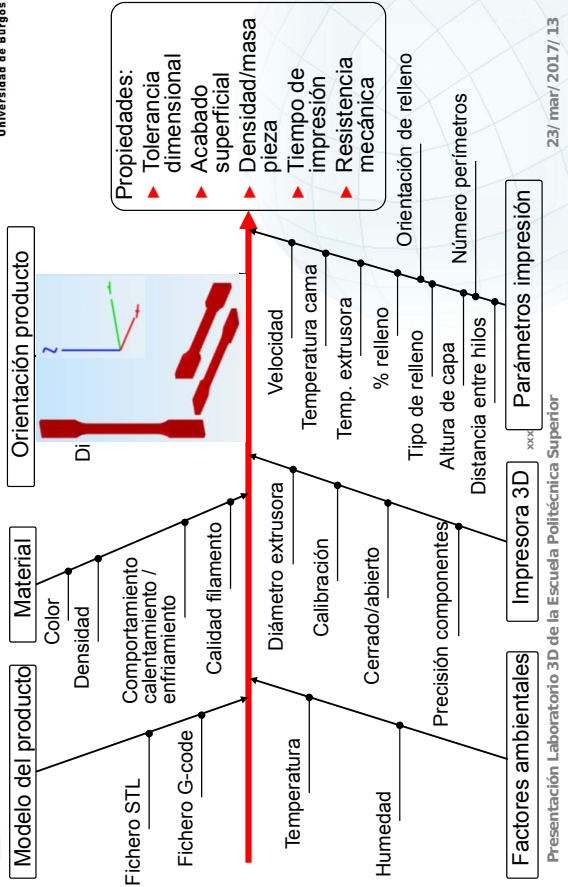 Universidad de Burgos
Modelo del producto
Material
Orientación producto
Fichero STL
Fichero G-code
Color
Densidad
Comportamiento
calentamiento /
enfriamiento
Calidad filamento
Di
Z
Propiedades:
Tolerancia
dimensional
Acabado
superficial
Densidad/masa
pieza
Tiempo de
impresión
Resistencia
mecánica
Temperatura
Humedad
Diámetro extrusora
Calibración
Cerrado/abierto
Precisión componentes
Velocidad
Temperatura cama
Temp. extrusora
% relleno
Orientación de relleno
Tipo de relleno
Altura de capa
Número perímetros
Distancia entre hilos
Factores ambientales
Impresora 3D
xxx
Parámetros impresión
Presentación Laboratorio 3D de la Escuela Politécnica Superior
23/mar/2017/13